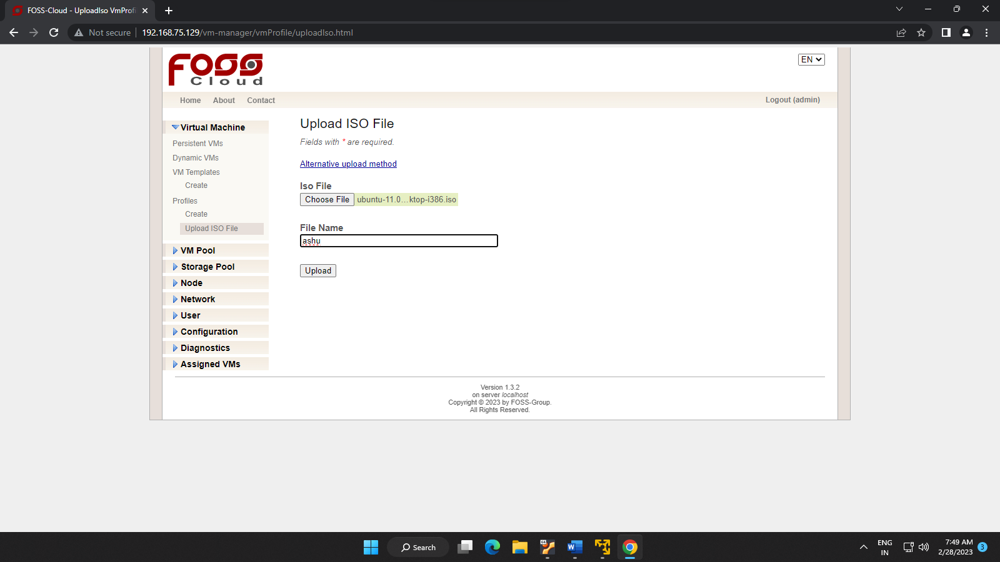 FOSS-Cloud - UploadIso VmProfi
Not secure 192.168.75.129/vm-manager/vmProfile/uploadIso.html
FOSS
Cloud
EN
Home About Contact
Logout (admin)
Virtual Machine
Persistent VMs
Dynamic VMs
VM Templates
Create
Profiles
Create
Upload ISO File
VM Pool
Storage Pool
Node
Network
User
Configuration
Diagnostics
Assigned VMs
Upload ISO File
Fields with * are required.
Alternative upload method
Iso File
Choose File ubuntu-11.0…ktop-i386.iso
File Name
ashu
Upload
Version 1.3.2
on server localhost
Copyright © 2023 by FOSS-Group.
All Rights Reserved.
Search
W
ENG
IN
7:49 AM
2/28/2023
3